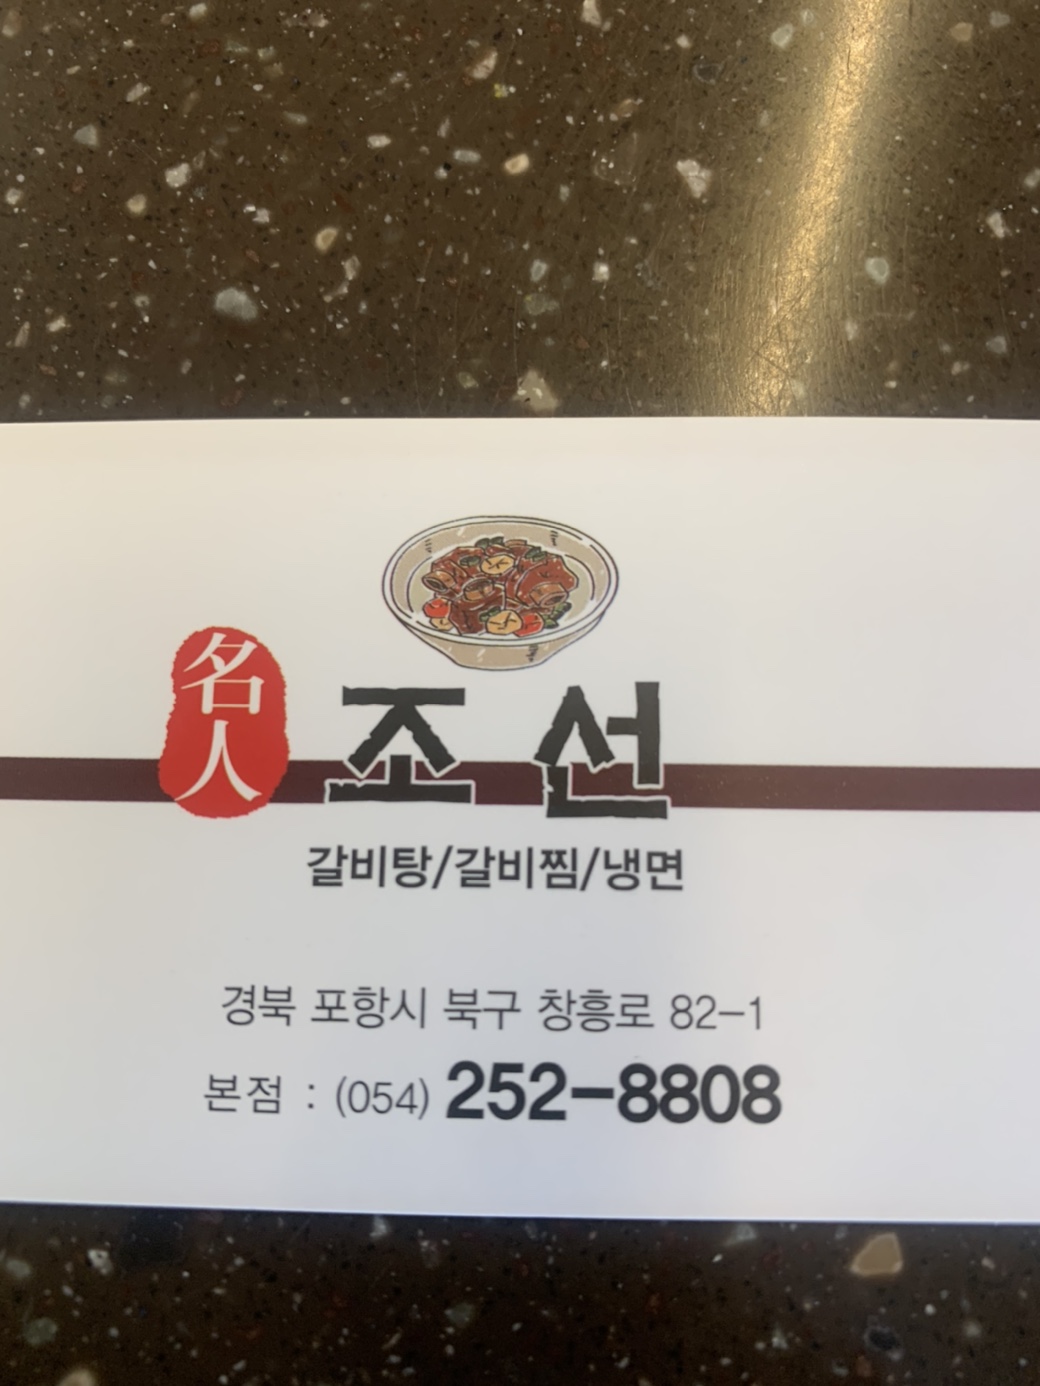 名人
조선
갈비탕/갈비찜/냉면
경북 포항시 북구 창흥로 82-1
본점 : (054) 252-8808